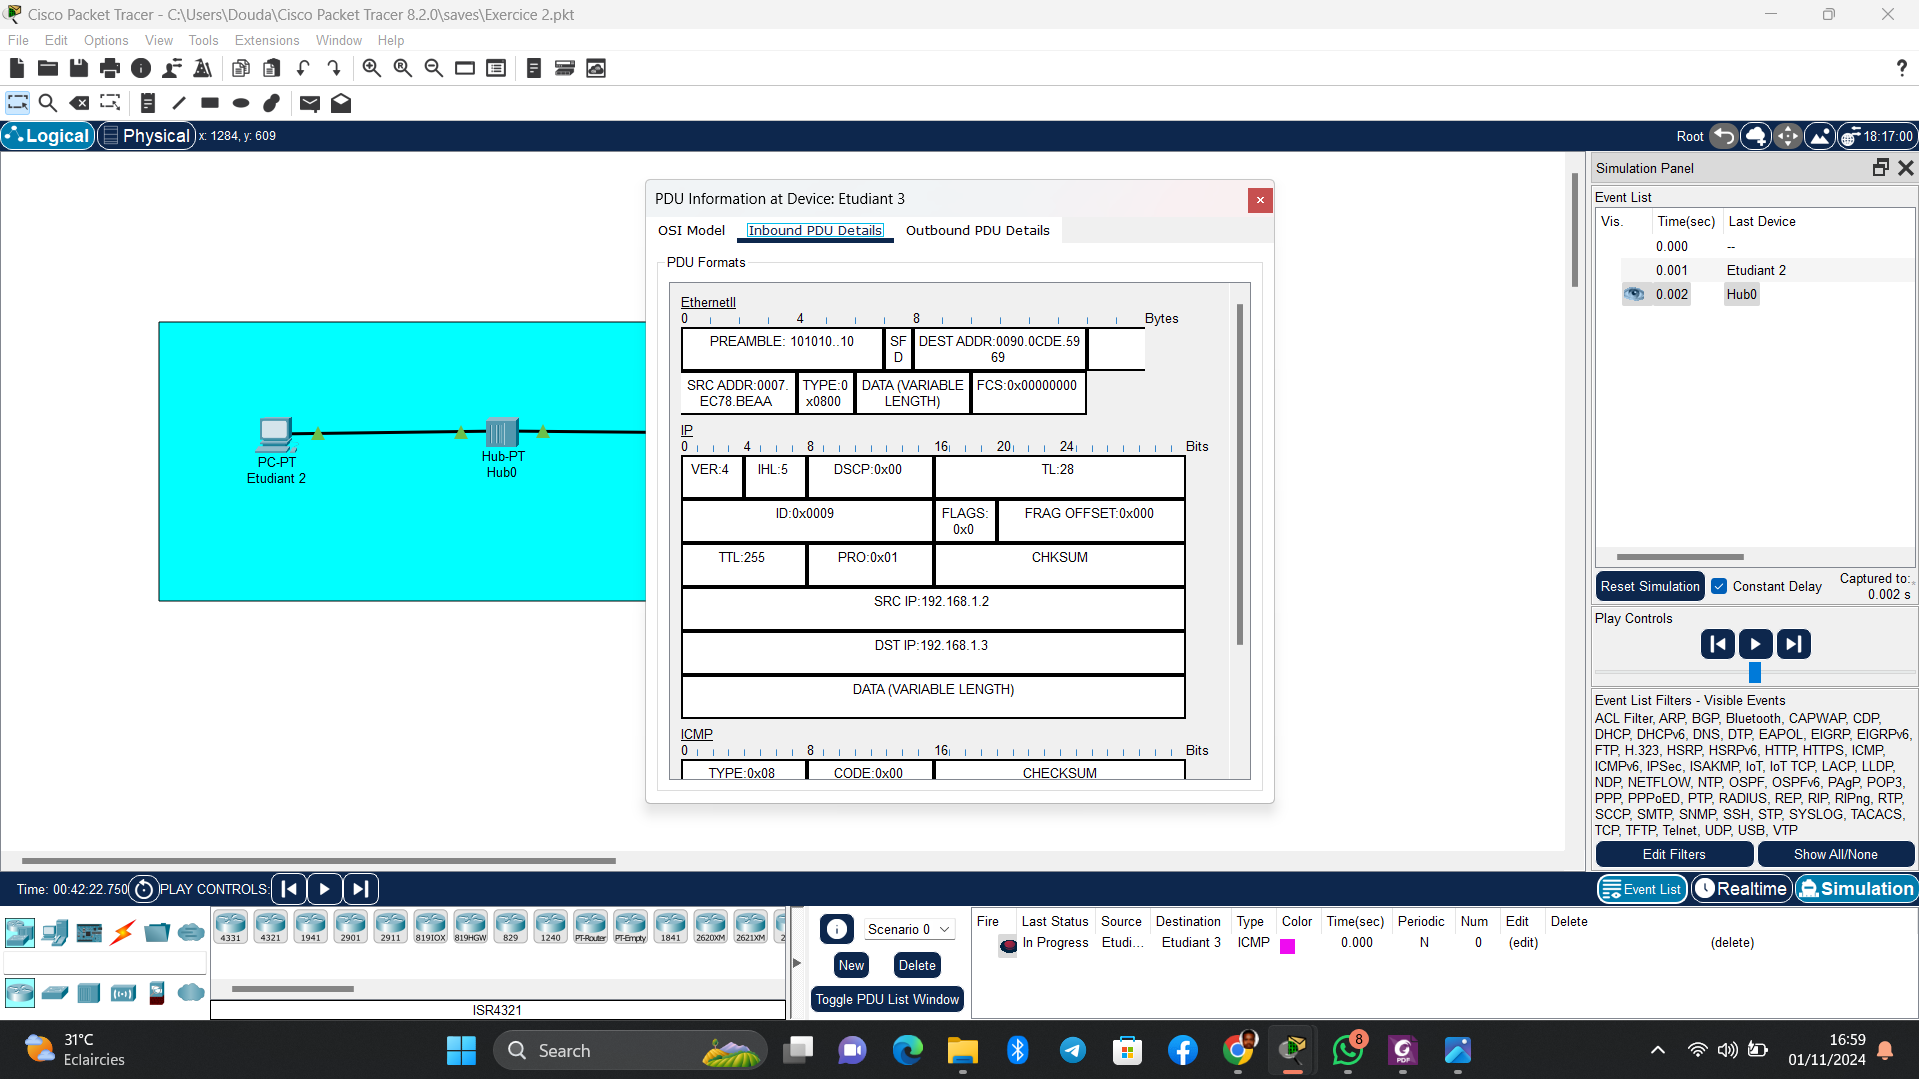 Cisco Packet Tracer - C:\Users\Douda\Cisco Packet Tracer 8.2.0\saves\Exercice 2.pkt
File Edit Options View Tools Extensions Window Help
?
Logical Physical x: 1284, y: 609
Root 18:17:00
Simulation Panel
Event List
Vis. Time(sec) Last Device
0.000 --
0.001 Etudiant 2
0.002 Hub0
PC-PT
Etudiant 2
Hub-PT
Hub0
PDU Information at Device: Etudiant 3
OSI Model Inbound PDU Details Outbound PDU Details
PDU Formats
EthernetII
0 4 8 Bytes
PREAMBLE: 101010..10
SF
D
DEST ADDR:0090.0CDE.59
69
SRC ADDR:0007.
EC78.BEAA
TYPE:0
x0800
DATA (VARIABLE
LENGTH)
FCS:0x00000000
IP
0 4 8 16 20 24 Bits
VER:4 IHL:5 DSCP:0x00 TL:28
ID:0x0009
FLAGS:
0x0
FRAG OFFSET:0x000
TTL:255 PRO:0x01 CHKSUM
SRC IP:192.168.1.2
DST IP:192.168.1.3
DATA (VARIABLE LENGTH)
ICMP
0 8 16 Bits
TYPE:0x08 CODE:0x00 CHECKSUM
Reset Simulation Constant Delay
Captured to:
0.002 s
Play Controls
Event List Filters - Visible Events
ACL Filter, ARP, BGP, Bluetooth, CAPWAP, CDP,
DHCP, DHCPv6, DNS, DTP, EAPOL, EIGRP, EIGRPv6,
FTP, H.323, HSRP, HSRPv6, HTTP, HTTPS, ICMP,
ICMPv6, IPSec, ISAKMP, IoT, IoT TCP, LACP, LLDP,
NDP, NETFLOW, NTP, OSPF, OSPFv6, PAgP, POP3,
PPP, PPPoED, PTP, RADIUS, REP, RIP, RIPng, RTP,
SCCP, SMTP, SNMP, SSH, STP, SYSLOG, TACACS,
TCP, TFTP, Telnet, UDP, USB, VTP
Edit Filters Show All/None
Time: 00:42:22.750 PLAY CONTROLS:
Event List Realtime Simulation
4331 4321 1941 2901 2911 819IOX 819HGW 829 1240 PT-Router PT-Empty 1841 2620XM 2621XM 2
ISR4321
Scenario 0
New Delete
Toggle PDU List Window
Fire Last Status Source Destination Type Color Time(sec) Periodic Num Edit Delete
In Progress Etudi... Etudiant 3 ICMP 0.000 N 0 (edit) (delete)
31°C
Eclaircies
Search
8
PDF
16:59
01/11/2024